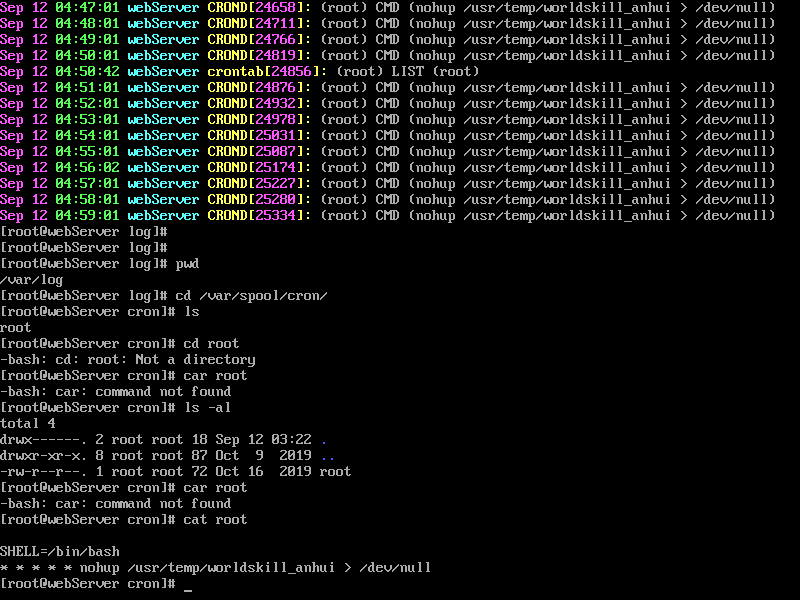 Sep 12 04:47:01 webServer CROND[24658]: (root) CMD (nohup /usr/temp/worldskill_anhui > /dev/null)
Sep 12 04:48:01 webServer CROND[24711]: (root) CMD (nohup /usr/temp/worldskill_anhui > /dev/null)
Sep 12 04:49:01 webServer CROND[24766]: (root) CMD (nohup /usr/temp/worldskill_anhui > /dev/null)
Sep 12 04:50:01 webServer CROND[24819]: (root) CMD (nohup /usr/temp/worldskill_anhui > /dev/null)
Sep 12 04:50:42 webServer crontab[24856]: (root) LIST (root)
Sep 12 04:51:01 webServer CROND[24876]: (root) CMD (nohup /usr/temp/worldskill_anhui > /dev/null)
Sep 12 04:52:01 webServer CROND[24932]: (root) CMD (nohup /usr/temp/worldskill_anhui > /dev/null)
Sep 12 04:53:01 webServer CROND[24978]: (root) CMD (nohup /usr/temp/worldskill_anhui > /dev/null)
Sep 12 04:54:01 webServer CROND[25031]: (root) CMD (nohup /usr/temp/worldskill_anhui > /dev/null)
Sep 12 04:55:01 webServer CROND[25087]: (root) CMD (nohup /usr/temp/worldskill_anhui > /dev/null)
Sep 12 04:56:02 webServer CROND[25174]: (root) CMD (nohup /usr/temp/worldskill_anhui > /dev/null)
Sep 12 04:57:01 webServer CROND[25227]: (root) CMD (nohup /usr/temp/worldskill_anhui > /dev/null)
Sep 12 04:58:01 webServer CROND[25280]: (root) CMD (nohup /usr/temp/worldskill_anhui > /dev/null)
Sep 12 04:59:01 webServer CROND[25334]: (root) CMD (nohup /usr/temp/worldskill_anhui > /dev/null)
[root@webServer log]#
[root@webServer log]#
[root@webServer log]# pwd
/var/log
[root@webServer log]# cd /var/spool/cron/
[root@webServer cron]# ls
root
[root@webServer cron]# cd root
-bash: cd: root: Not a directory
[root@webServer cron]# car root
-bash: car: command not found
[root@webServer cron]# ls -al
total 4
drwx------. 2 root root 18 Sep 12 03:22 .
drwxr-xr-x. 8 root root 87 Oct  9  2019 ..
-rw-r--r--. 1 root root 72 Oct 16  2019 root
[root@webServer cron]# car root
-bash: car: command not found
[root@webServer cron]# cat root
SHELL=/bin/bash
* * * * * nohup /usr/temp/worldskill_anhui > /dev/null
[root@webServer cron]# _